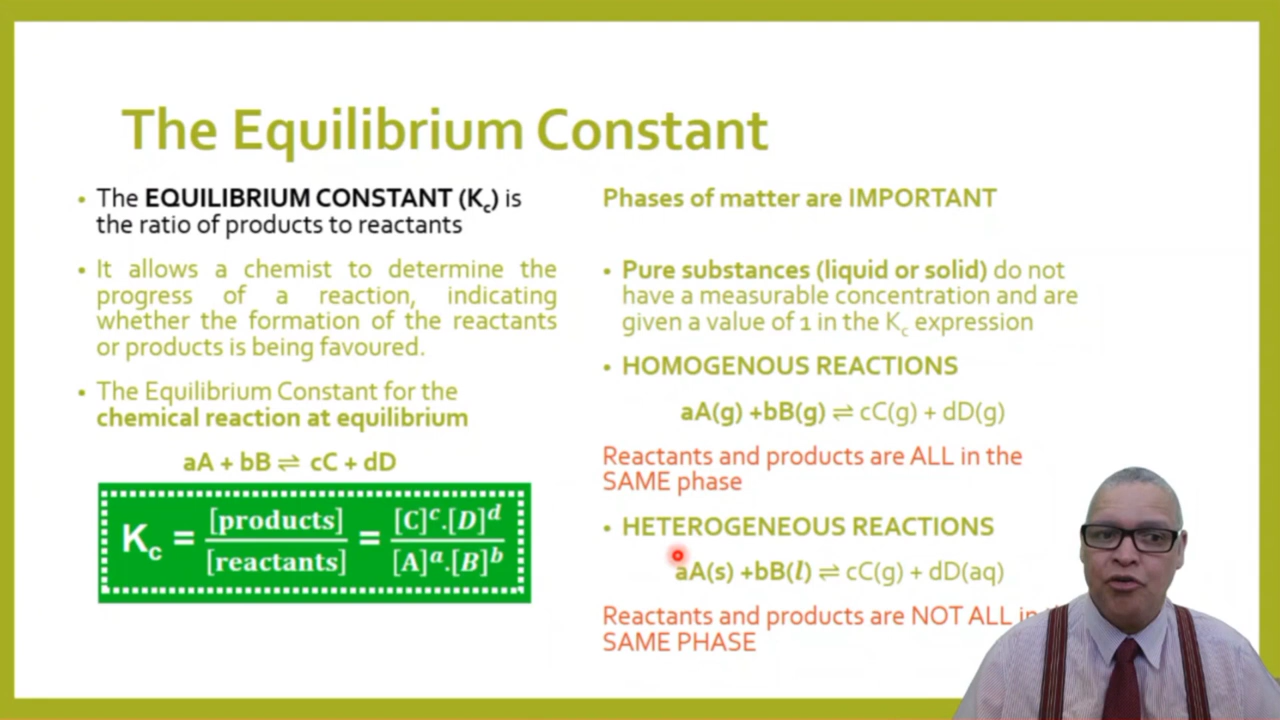 The Equilibrium Constant
• The EQUILIBRIUM CONSTANT (Kc) is
the ratio of products to reactants
• It allows a chemist to determine the
progress of a reaction, indicating
whether the formation of the reactants
or products is being favoured.
• The Equilibrium Constant for the
chemical reaction at equilibrium
aA + bB ⇌ cC + dD
Kc = [products]/[reactants] = [C]^c.[D]^d/[A]^a.[B]^b
Phases of matter are IMPORTANT
• Pure substances (liquid or solid) do not
have a measurable concentration and are
given a value of 1 in the Kc expression
• HOMOGENOUS REACTIONS
aA(g) +bB(g) ⇌ cC(g) + dD(g)
Reactants and products are ALL in the
SAME phase
• HETEROGENEOUS REACTIONS
aA(s) +bB(l) ⇌ cC(g) + dD(aq)
Reactants and products are NOT ALL in
SAME PHASE